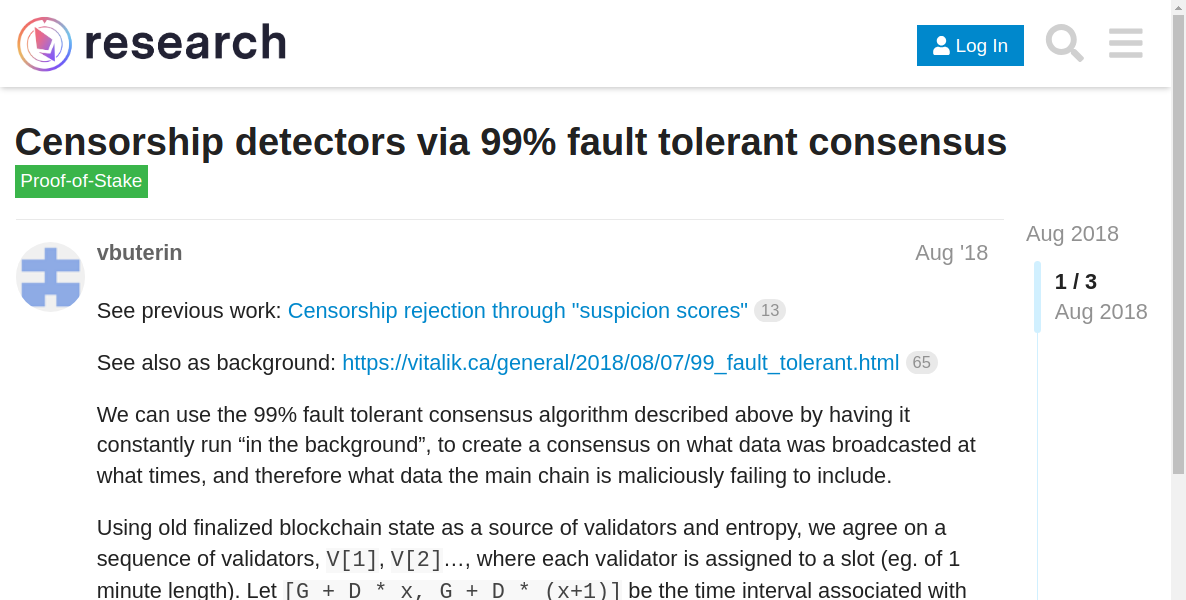 research
Log In
Censorship detectors via 99% fault tolerant consensus
Proof-of-Stake
vbuterin
Aug '18
See previous work: Censorship rejection through "suspicion scores" 13
See also as background: https://vitalik.ca/general/2018/08/07/99_fault_tolerant.html 65
We can use the 99% fault tolerant consensus algorithm described above by having it
constantly run “in the background”, to create a consensus on what data was broadcasted at
what times, and therefore what data the main chain is maliciously failing to include.
Using old finalized blockchain state as a source of validators and entropy, we agree on a
sequence of validators, V[1], V[2]…, where each validator is assigned to a slot (eg. of 1
minute length). Let [G + D * x, G + D * (x+1)] be the time interval associated with
Aug 2018
1 / 3
Aug 2018